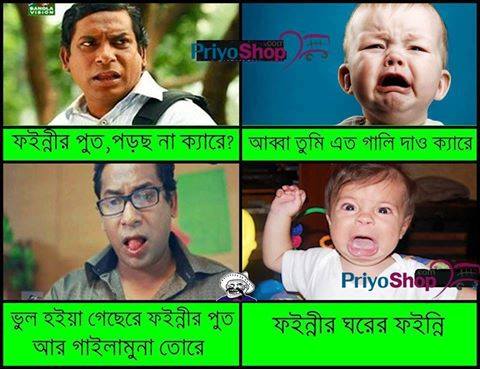 BANGLA
VISION
PriyoShop.com
ফইন্নীর পুত,পড়ছ না ক্যারে?
আব্বা তুমি এত গালি দাও ক্যারে
PriyoShop.com
ভুল হইয়া গেছেরে ফইন্নীর পুত
আর গাইলামুনা তোরে
ফইন্নীর ঘরের ফইন্নি